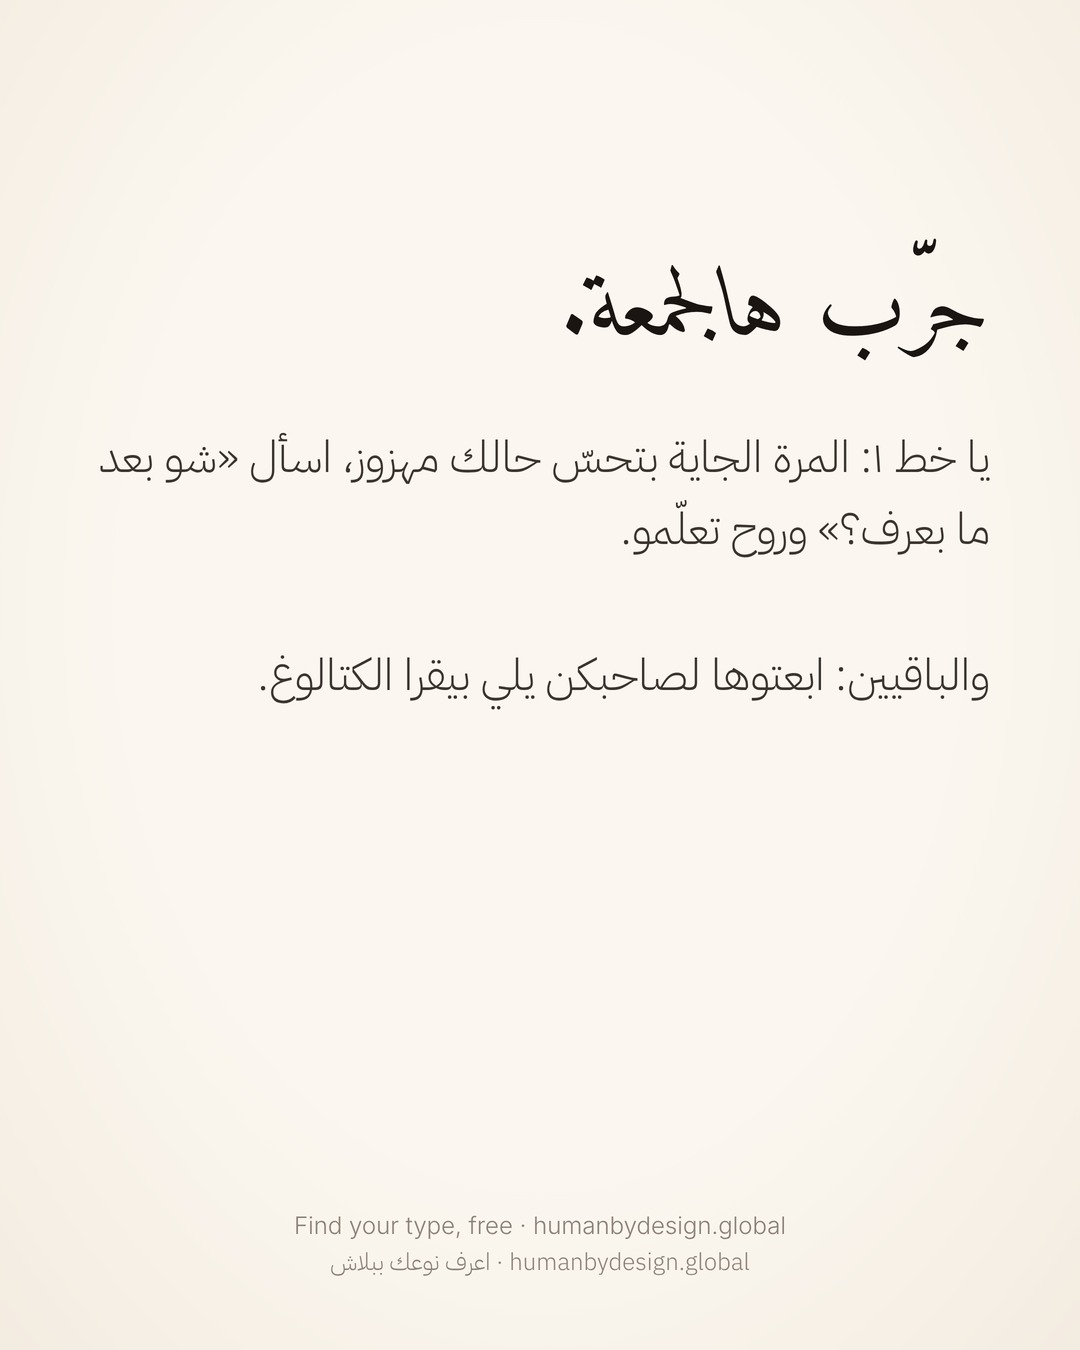 جرّب هالجمعة.
يا خط ١: المرة الجاية بتحسّ حالك مهزوز، اسأل «شو بعد
ما بعرف؟» وروح تعلّمو.
والباقيين: ابعتوها لصاحبكن يلي بيقرا الكتالوغ.
Find your type, free · humanbydesign.global
اعرف نوعك ببلاش · humanbydesign.global